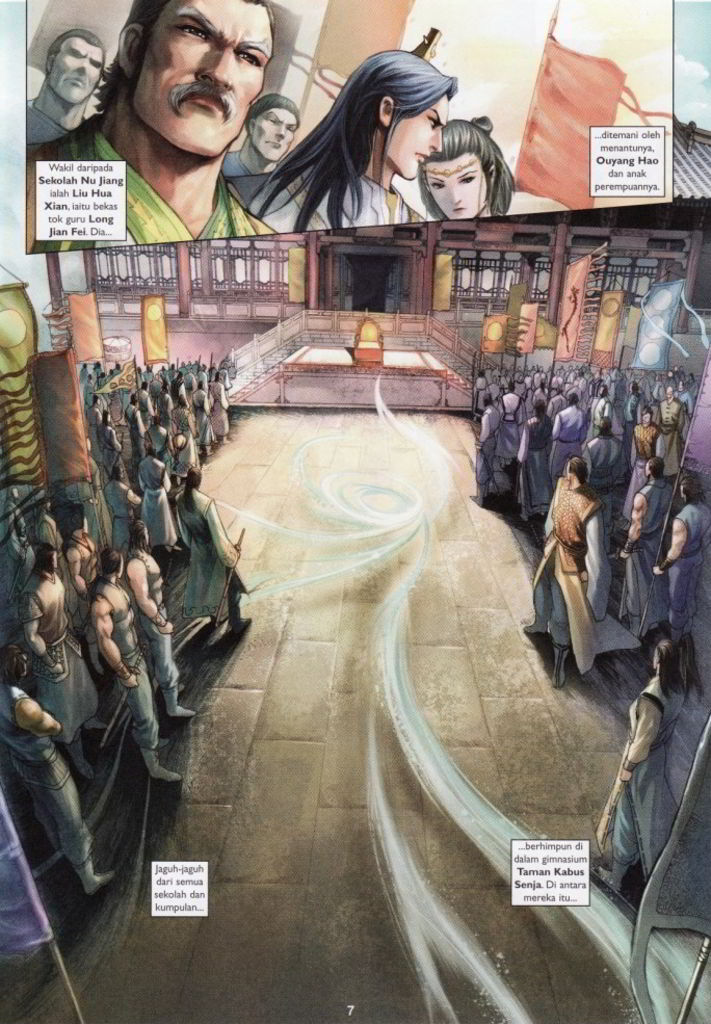 Wakil daripada
Sekolah Nu Jiang
ialah Liu Hua
Xian, iaitu bekas
tok guru Long
Jian Fei. Dia...
...ditemani oleh
menantunya,
Ouyang Hao
dan anak
perempuannya.
Jaguh-jaguh
dari semua
sekolah dan
kumpulan...
...berhimpun di
dalam gimnasium
Taman Kabus
Senja. Di antara
mereka itu...
7